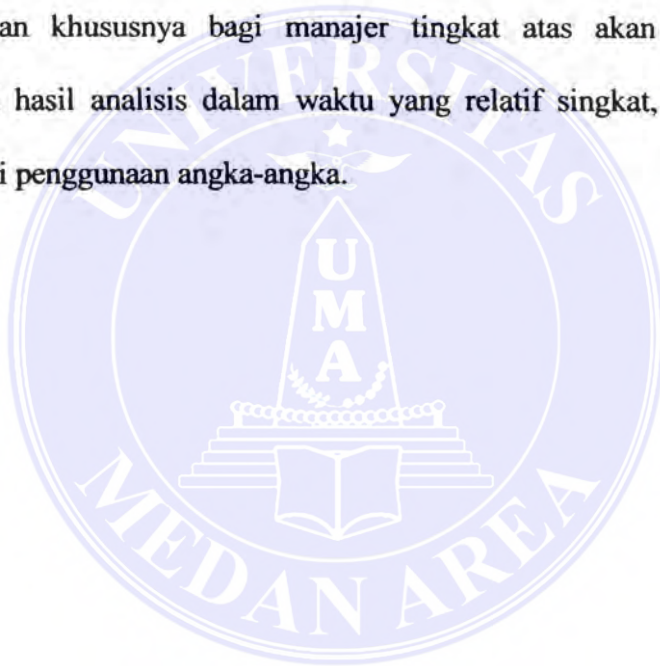 an khususnya bagi manajer tingkat atas akan
hasil analisis dalam waktu yang relatif singkat,
i penggunaan angka-angka.
UNIVERSITAS
U
M
A
MEDAN AREA